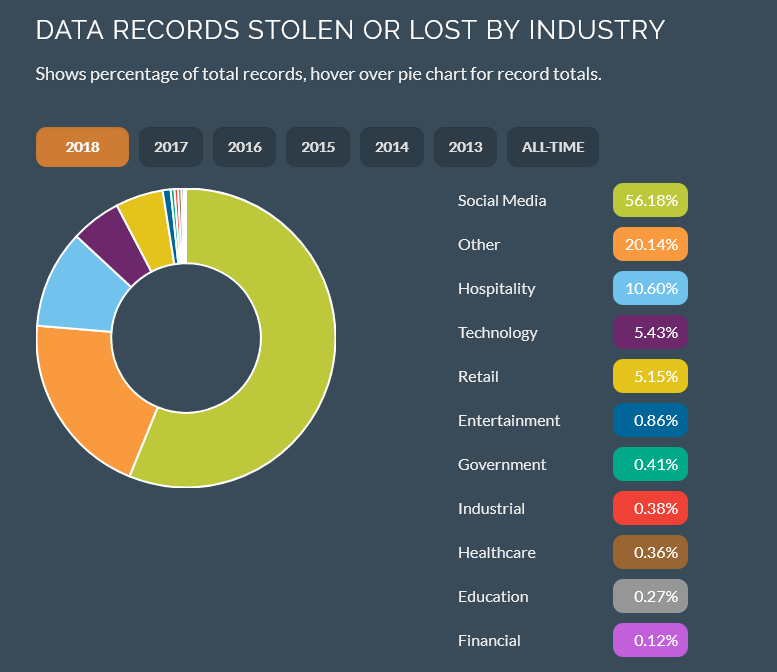 DATA RECORDS STOLEN OR LOST BY INDUSTRY
Shows percentage of total records, hover over pie chart for record totals.
2018 2017 2016 2015 2014 2013 ALL-TIME
Social Media 56.18%
Other 20.14%
Hospitality 10.60%
Technology 5.43%
Retail 5.15%
Entertainment 0.86%
Government 0.41%
Industrial 0.38%
Healthcare 0.36%
Education 0.27%
Financial 0.12%